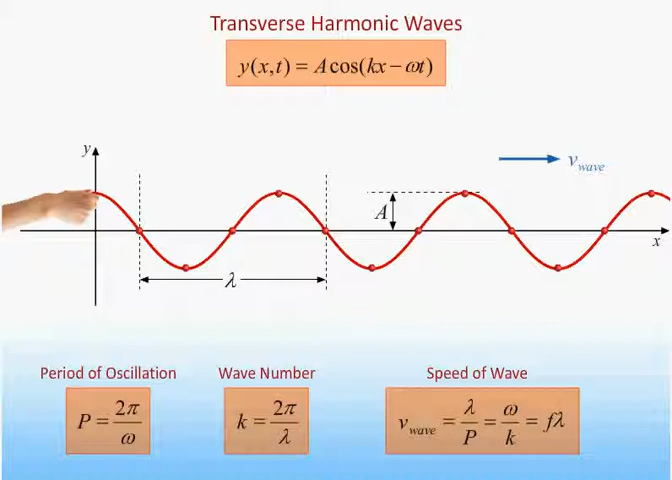 Transverse Harmonic Waves
y(x,t) = A cos(kx − ωt)
y
v_wave
A
x
λ
Period of Oscillation
P = 2π/ω
Wave Number
k = 2π/λ
Speed of Wave
v_wave = λ/P = ω/k = fλ